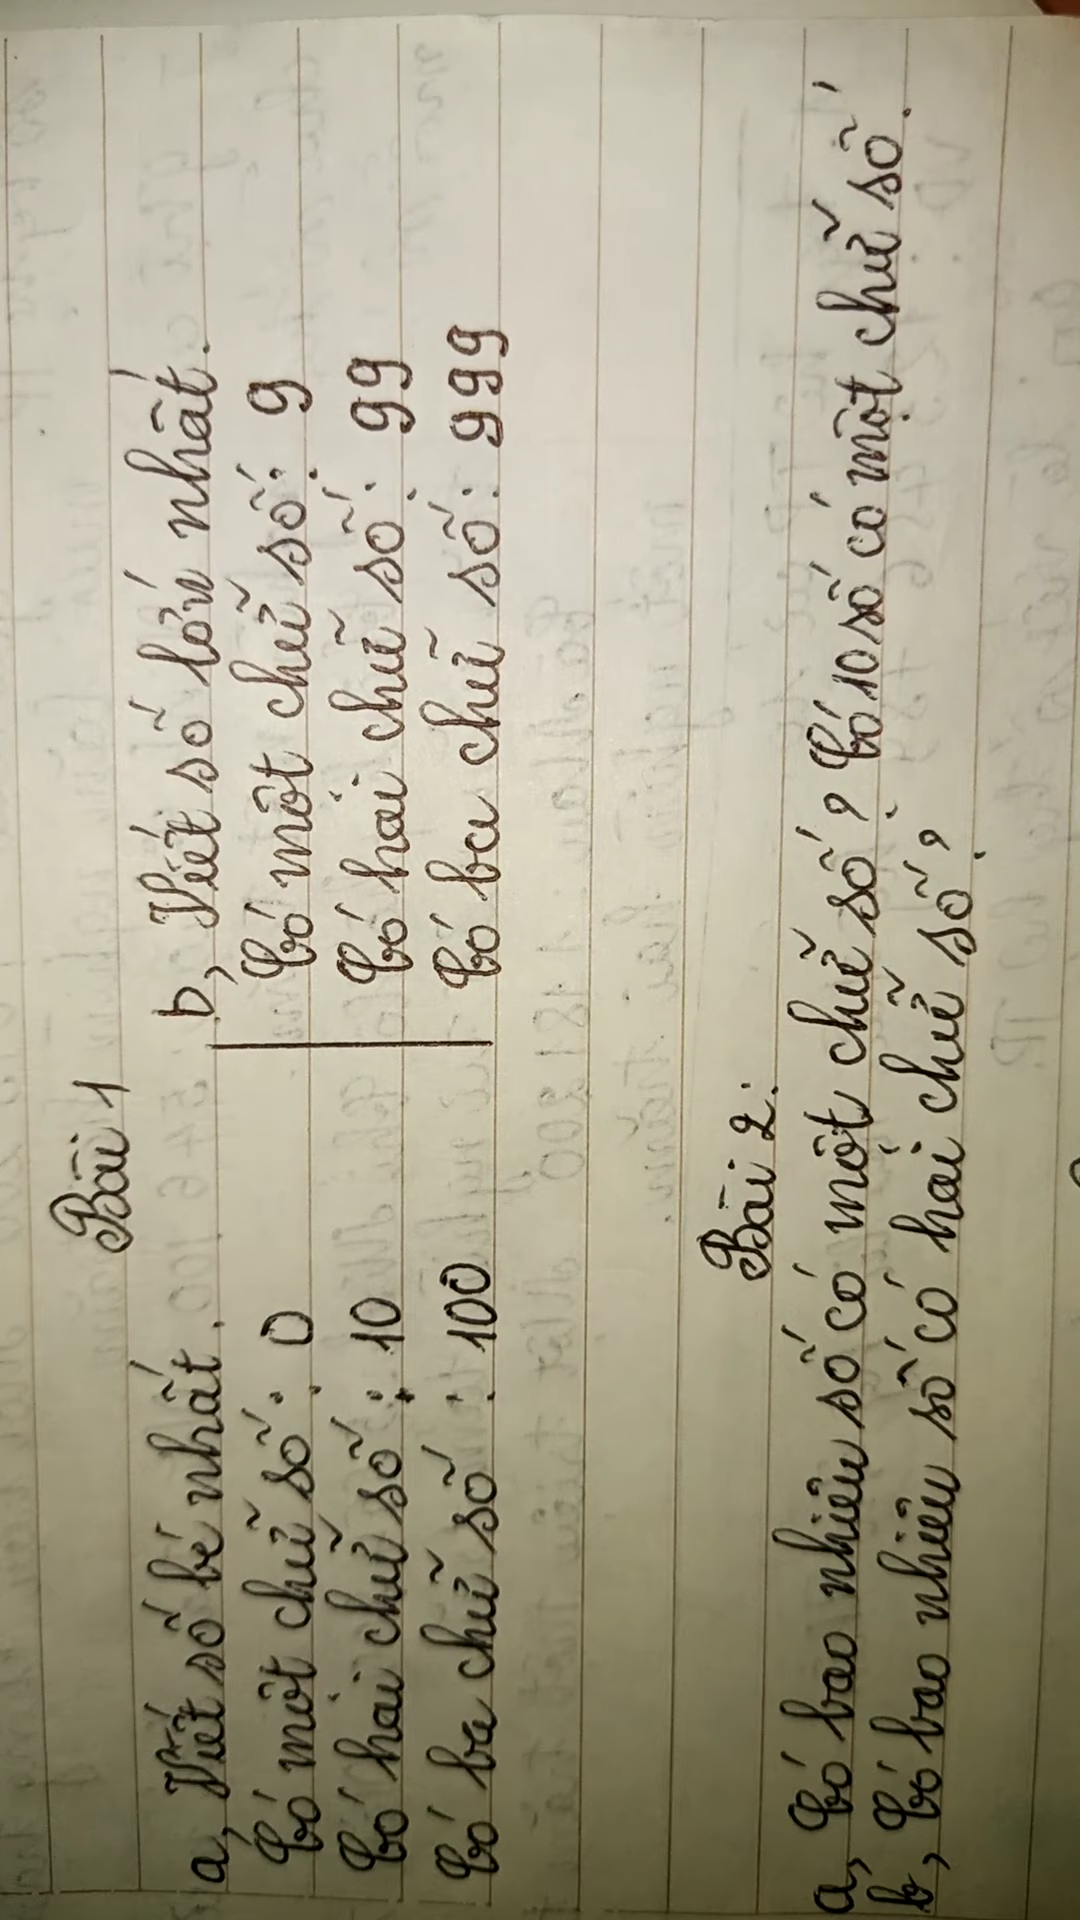 Bài 1
a, Viết số bé nhất.
Có một chữ số: 0
Có hai chữ số: 10
Có ba chữ số: 100
b, Viết số lớn nhất.
Có một chữ số: 9
Có hai chữ số: 99
Có ba chữ số: 999
Bài 2:
a, Có bao nhiêu số có một chữ số? Có 10 số có một chữ số.
b, Có bao nhiêu số có hai chữ số?